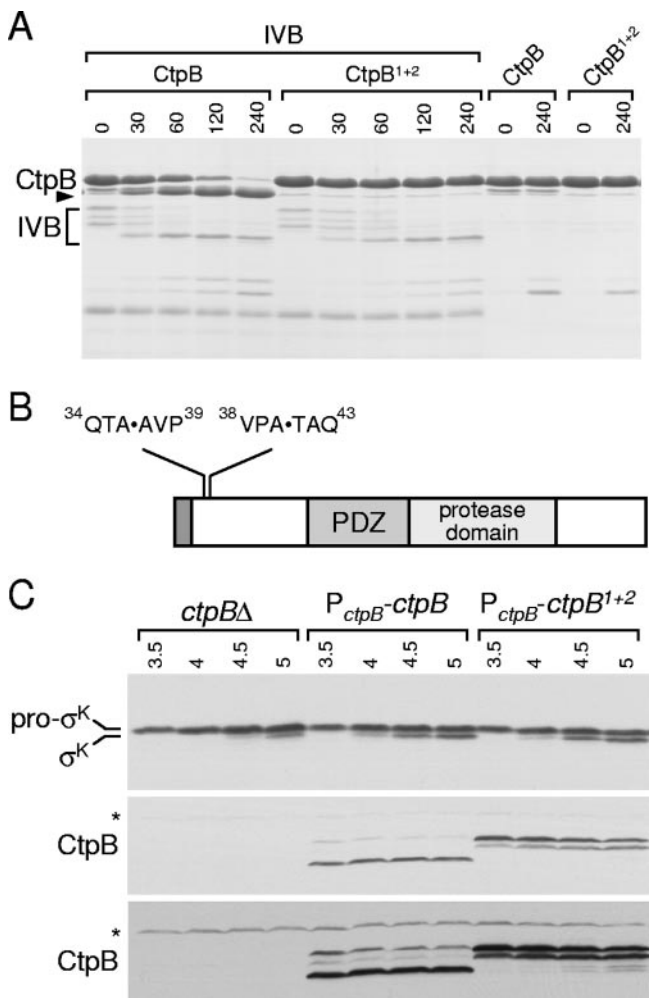 A
IVB
CtpB CtpB¹⁺² CtpB CtpB¹⁺²
0 30 60 120 240 0 30 60 120 240 0 240 0 240
CtpB
IVB
B
³⁴QTA•AVP³⁹ ³⁸VPA•TAQ⁴³
PDZ protease domain
C
ctpBΔ P_ctpB-ctpB P_ctpB-ctpB¹⁺²
3.5 4 4.5 5 3.5 4 4.5 5 3.5 4 4.5 5
pro-σᴷ
σᴷ
*
CtpB
*
CtpB